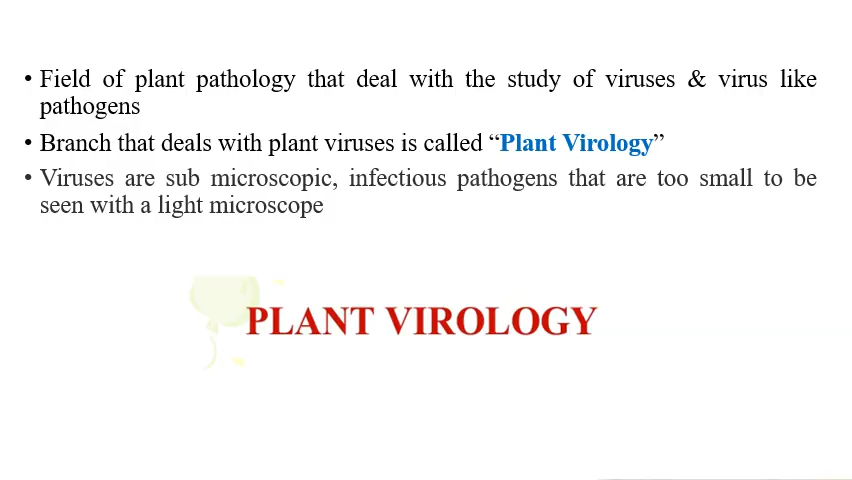 • Field of plant pathology that deal with the study of viruses & virus like
pathogens
• Branch that deals with plant viruses is called “Plant Virology”
• Viruses are sub microscopic, infectious pathogens that are too small to be
seen with a light microscope
PLANT VIROLOGY